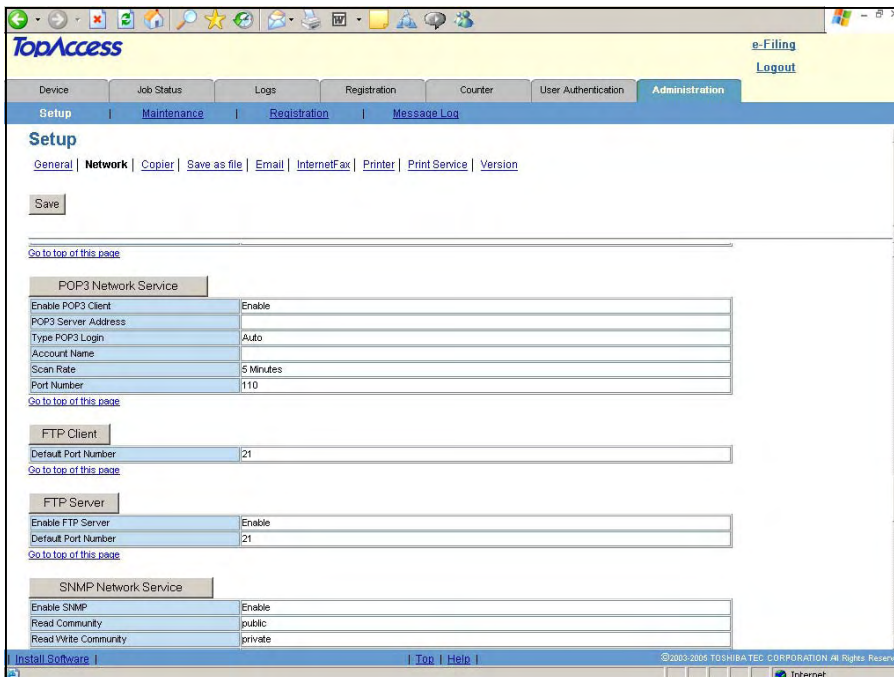 TopAccess
e-Filing
Logout
Device Job Status Logs Registration Counter User Authentication Administration
Setup | Maintenance | Registration | Message Log
Setup
General | Network | Copier | Save as file | Email | InternetFax | Printer | Print Service | Version
Save
Go to top of this page
POP3 Network Service
Enable POP3 Client Enable
POP3 Server Address
Type POP3 Login Auto
Account Name
Scan Rate 5 Minutes
Port Number 110
Go to top of this page
FTP Client
Default Port Number 21
Go to top of this page
FTP Server
Enable FTP Server Enable
Default Port Number 21
Go to top of this page
SNMP Network Service
Enable SNMP Enable
Read Community public
Read Write Community private
| Install Software | | Top | Help | ©2003-2005 TOSHIBA TEC CORPORATION All Rights Reserv
Internet